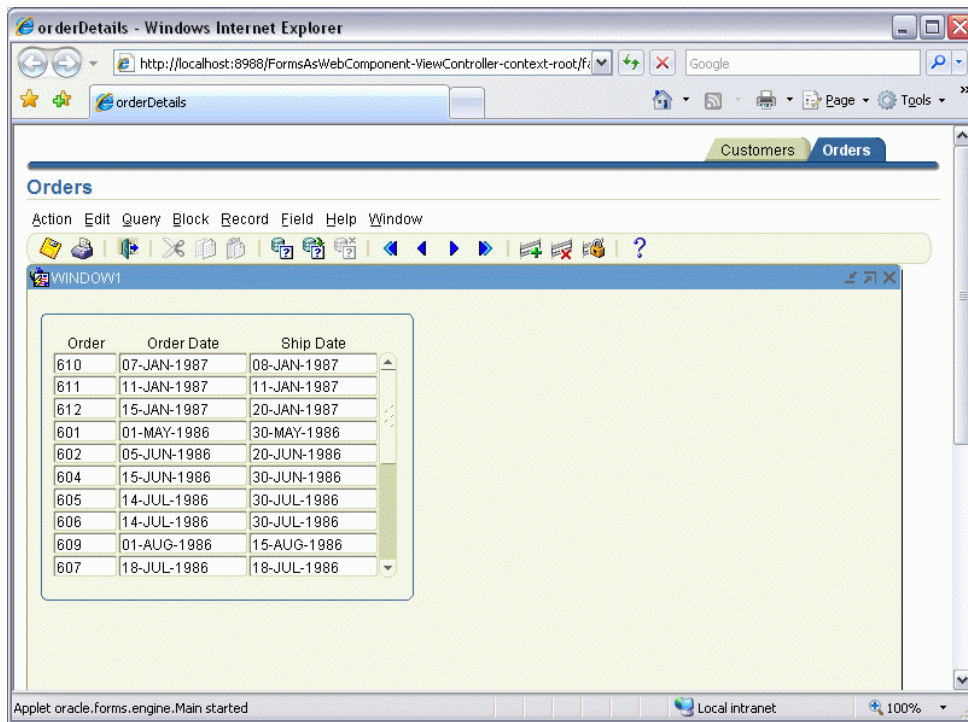 orderDetails - Windows Internet Explorer
http://localhost:8988/FormsAsWebComponent-ViewController-context-root/fa
Google
orderDetails
Page
Tools
Customers
Orders
Orders
Action Edit Query Block Record Field Help Window
WINDOW1
Order Order Date Ship Date
610 07-JAN-1987 08-JAN-1987
611 11-JAN-1987 11-JAN-1987
612 15-JAN-1987 20-JAN-1987
601 01-MAY-1986 30-MAY-1986
602 05-JUN-1986 20-JUN-1986
604 15-JUN-1986 30-JUN-1986
605 14-JUL-1986 30-JUL-1986
606 14-JUL-1986 30-JUL-1986
609 01-AUG-1986 15-AUG-1986
607 18-JUL-1986 18-JUL-1986
Applet oracle.forms.engine.Main started
Local intranet
100%